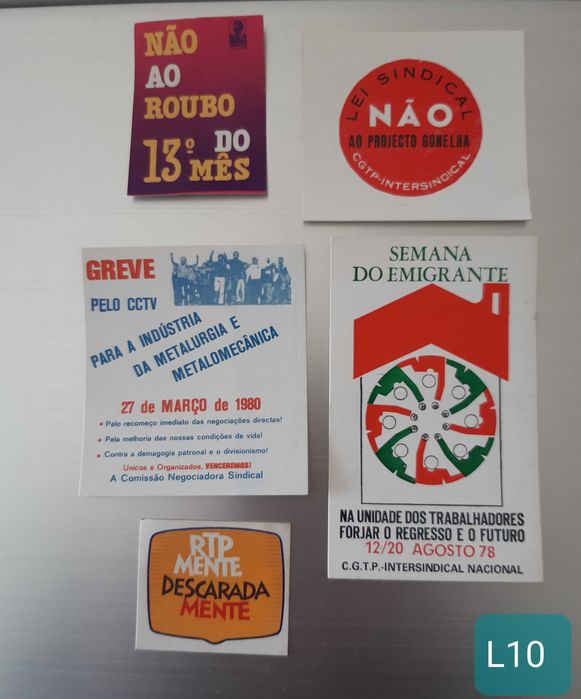 NÃO
AO
ROUBO
DO
13º MÊS
LEI SINDICAL
NÃO
AO PROJECTO GONELHA
CGTP-INTERSINDICAL
GREVE
PELO CCTV
PARA A INDÚSTRIA
DA METALURGIA E
METALOMECÂNICA
27 de MARÇO de 1980
• Pelo recomeço imediato das negociações directas!
• Pela melhoria das nossas condições de vida!
• Contra a demagogia patronal e o divisionismo!
Unicos e Organizados, VENCEREMOS!
A Comissão Negociadora Sindical
SEMANA
DO EMIGRANTE
NA UNIDADE DOS TRABALHADORES
FORJAR O REGRESSO E O FUTURO
12/20 AGOSTO 78
C.G.T.P.-INTERSINDICAL NACIONAL
RTP
MENTE
DESCARADA
MENTE
L10